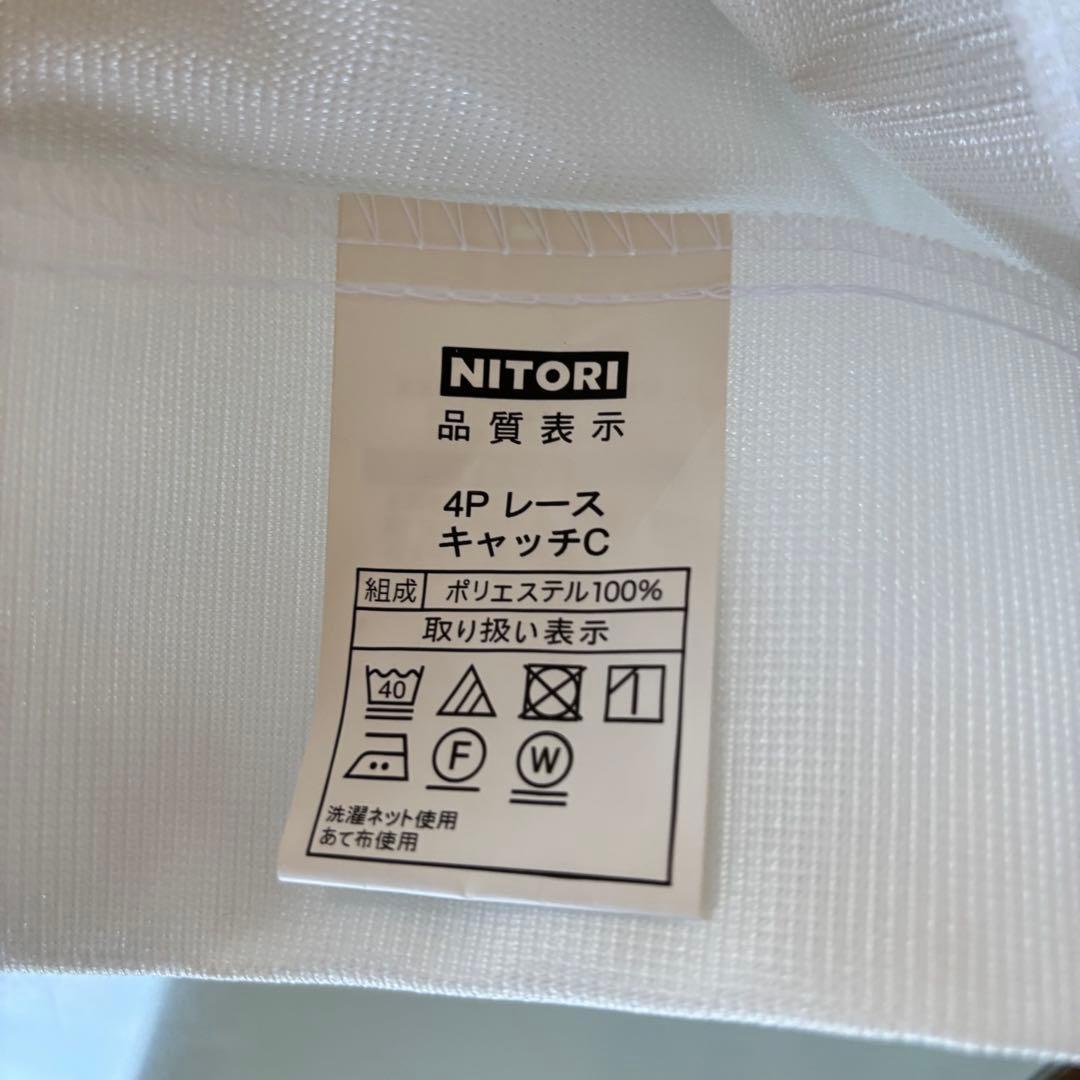 NITORI
品質表示
4P レース
キャッチC
組成 ポリエステル100%
取り扱い表示
40
F W
洗濯ネット使用
あて布使用